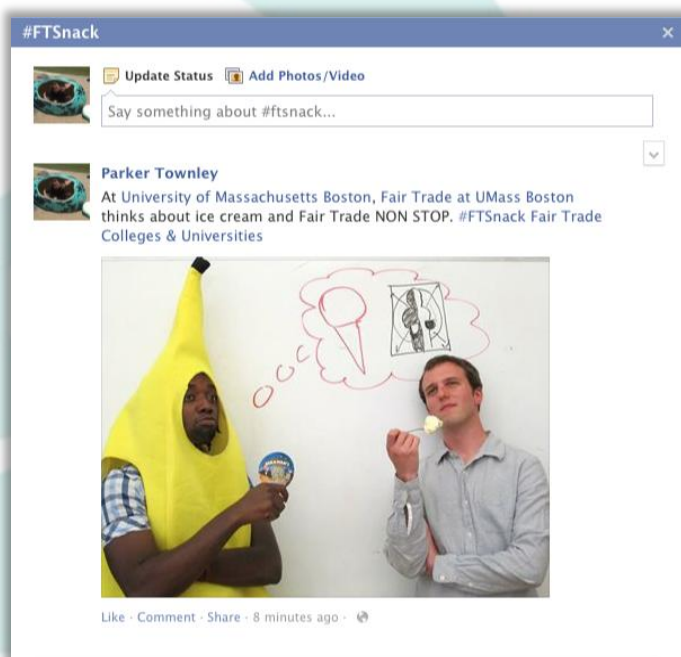 #FTSnack
Update Status Add Photos/Video
Say something about #ftsnack...
Parker Townley
At University of Massachusetts Boston, Fair Trade at UMass Boston
thinks about ice cream and Fair Trade NON STOP. #FTSnack Fair Trade
Colleges & Universities
Like · Comment · Share · 8 minutes ago ·